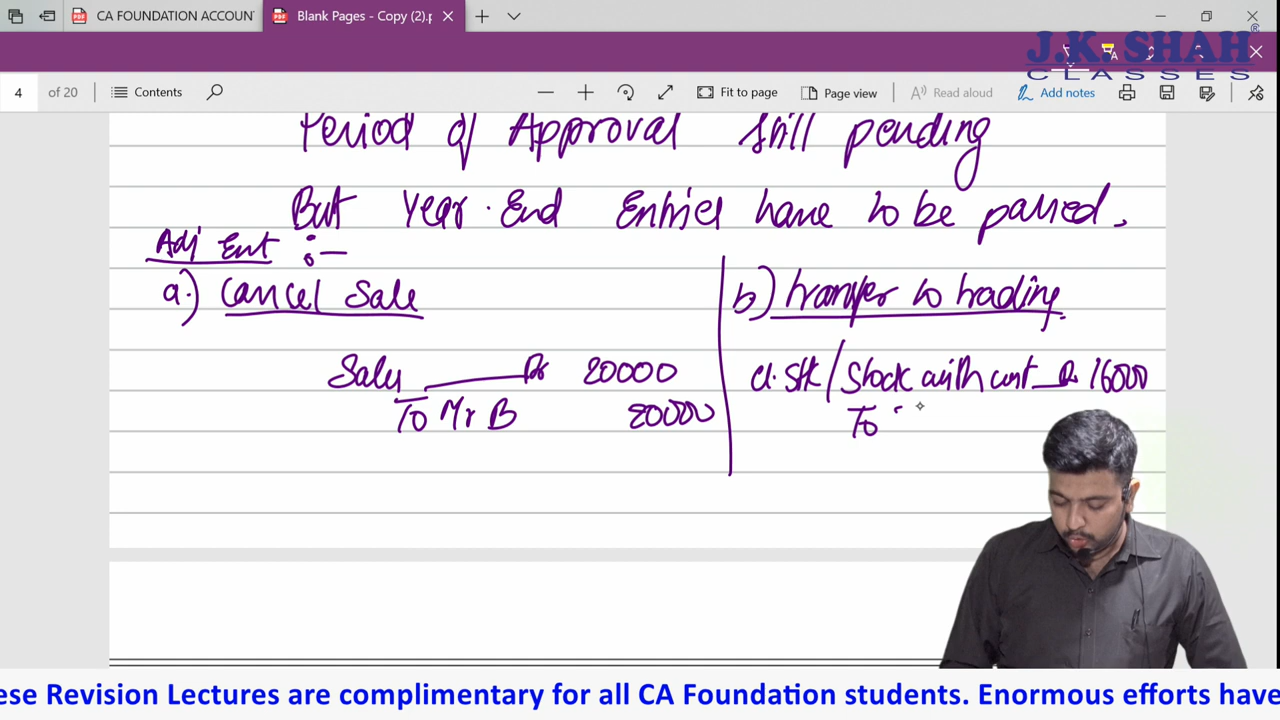 CA FOUNDATION ACCOUN
Blank Pages - Copy (2).p
J.K. SHAH®
CLASSES
4 of 20 Contents Fit to page Page view Read aloud Add notes
Period of Approval Still pending
But Year-End Entries have to be passed.
Adj Ent :-
a.) Cancel Sale
Sales Dr 20000
To Mr B 20000
b) transfer to trading.
cl. Stk / Stock with cust Dr 16000
To
ese Revision Lectures are complimentary for all CA Foundation students. Enormous efforts have